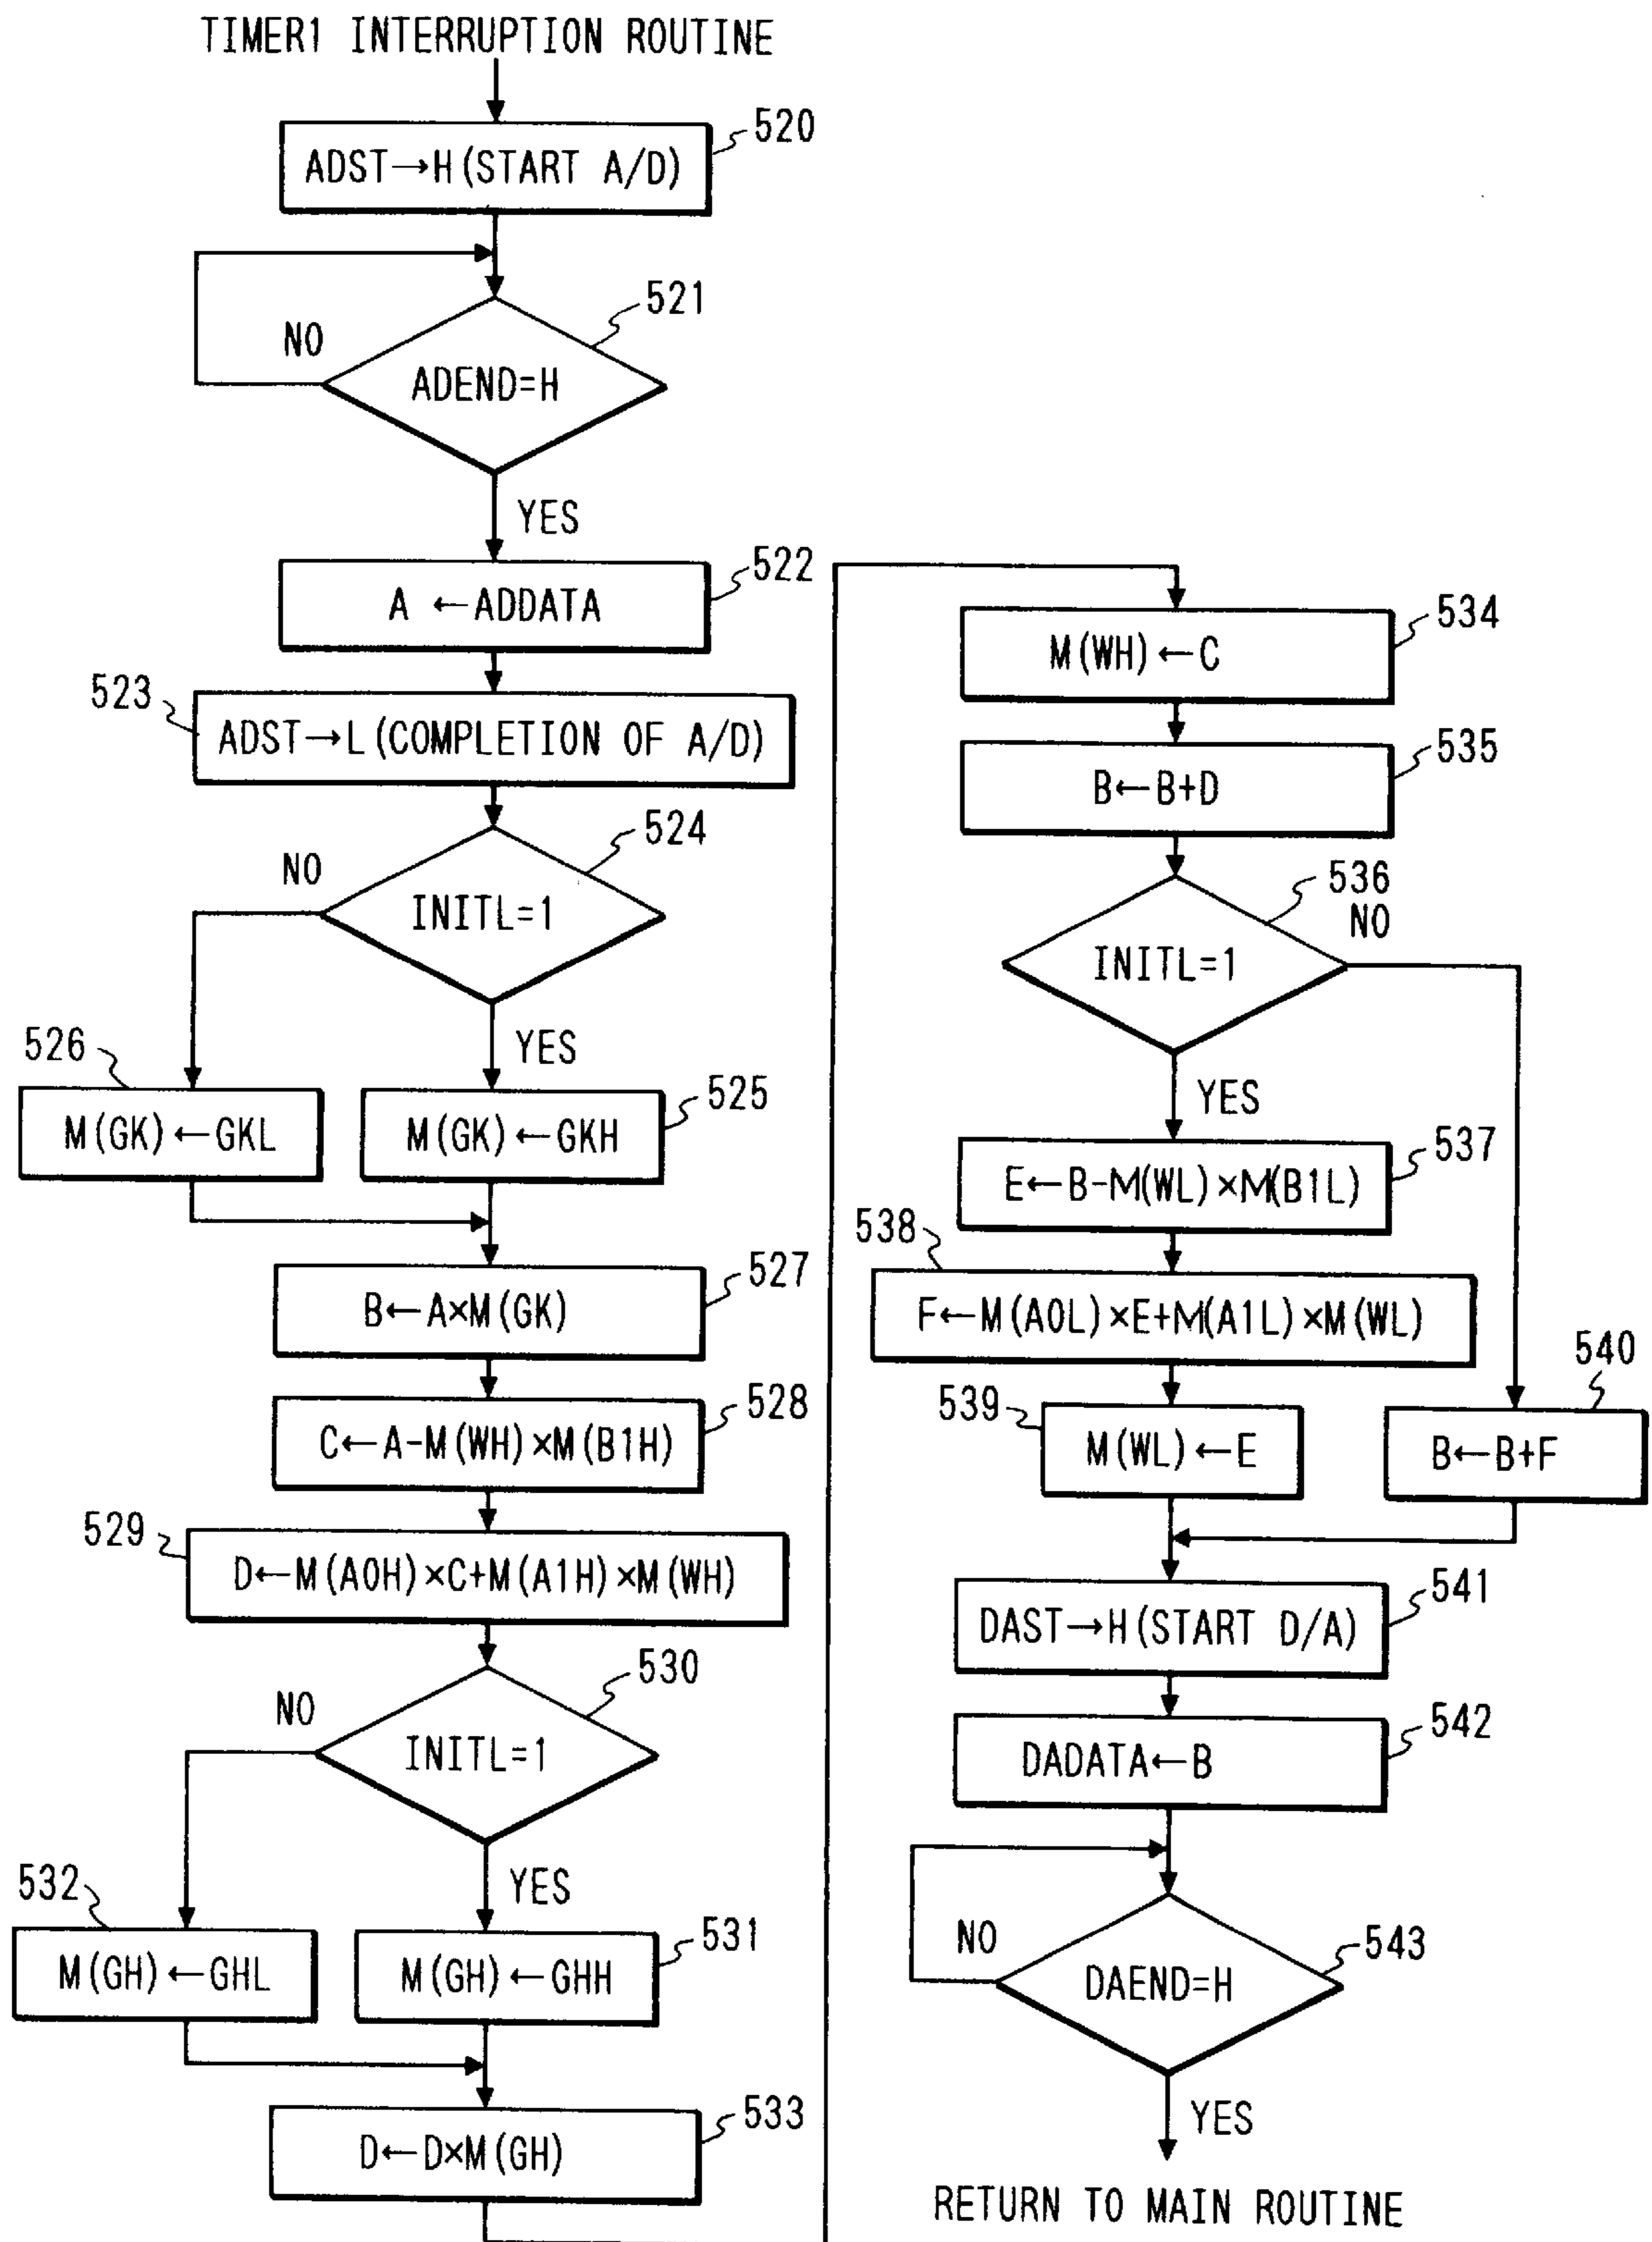 TIMER1 INTERRUPTION ROUTINE
520
ADST→H(START A/D)
521
NO
ADEND=H
YES
522
A ←ADDATA
523
ADST→L(COMPLETION OF A/D)
524
NO
INITL=1
YES
526
M(GK)←GKL
525
M(GK)←GKH
527
B←A×M(GK)
528
C←A-M(WH)×M(B1H)
529
D←M(A0H)×C+M(A1H)×M(WH)
530
NO
INITL=1
YES
532
M(GH)←GHL
531
M(GH)←GHH
533
D←D×M(GH)
534
M(WH)←C
535
B←B+D
536
NO
INITL=1
YES
537
E←B-M(WL)×M(B1L)
538
F←M(A0L)×E+M(A1L)×M(WL)
539
M(WL)←E
540
B←B+F
541
DAST→H(START D/A)
542
DADATA←B
543
NO
DAEND=H
YES
RETURN TO MAIN ROUTINE